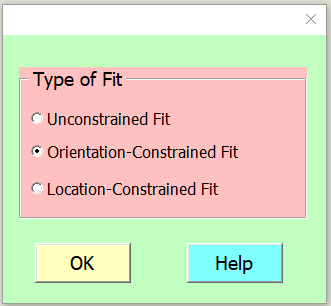 Type of Fit
Unconstrained Fit
Orientation-Constrained Fit
Location-Constrained Fit
OK
Help